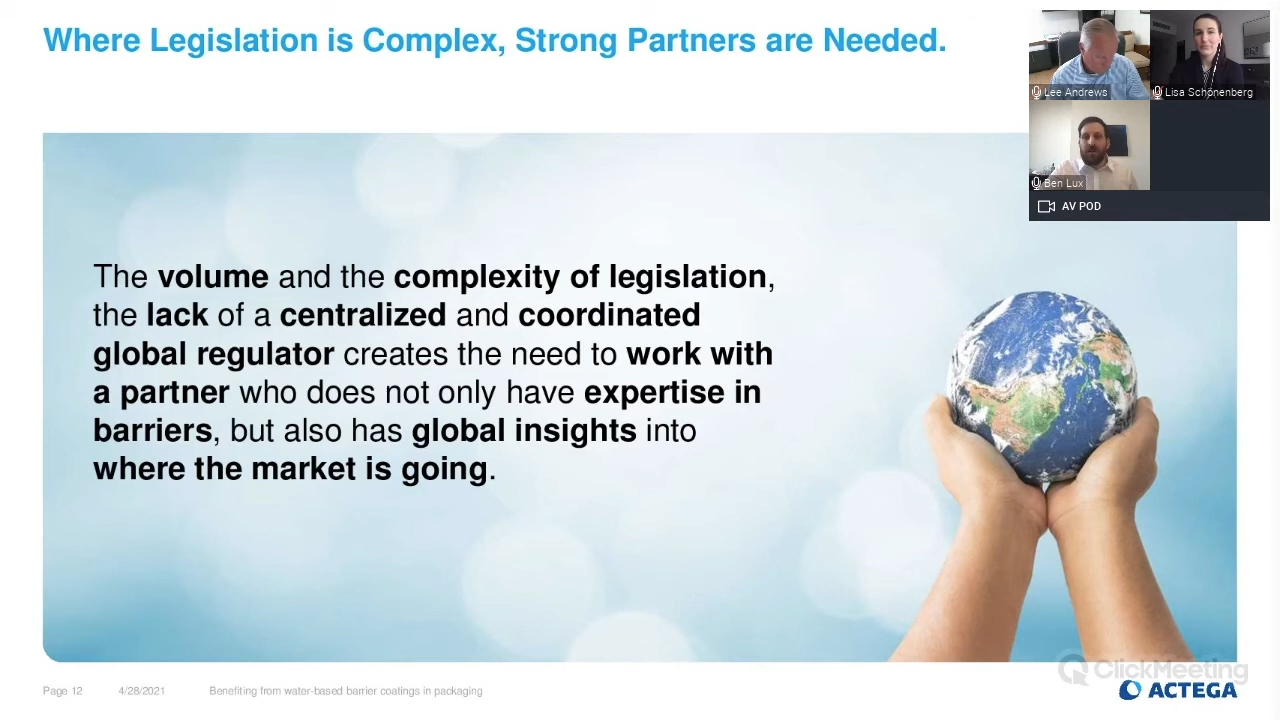 Where Legislation is Complex, Strong Partners are Needed.
Lee Andrews
Lisa Schönenberg
Ben Lux
AV POD
The volume and the complexity of legislation,
the lack of a centralized and coordinated
global regulator creates the need to work with
a partner who does not only have expertise in
barriers, but also has global insights into
where the market is going.
ClickMeeting
Page 12 4/28/2021 Benefiting from water-based barrier coatings in packaging
ACTEGA